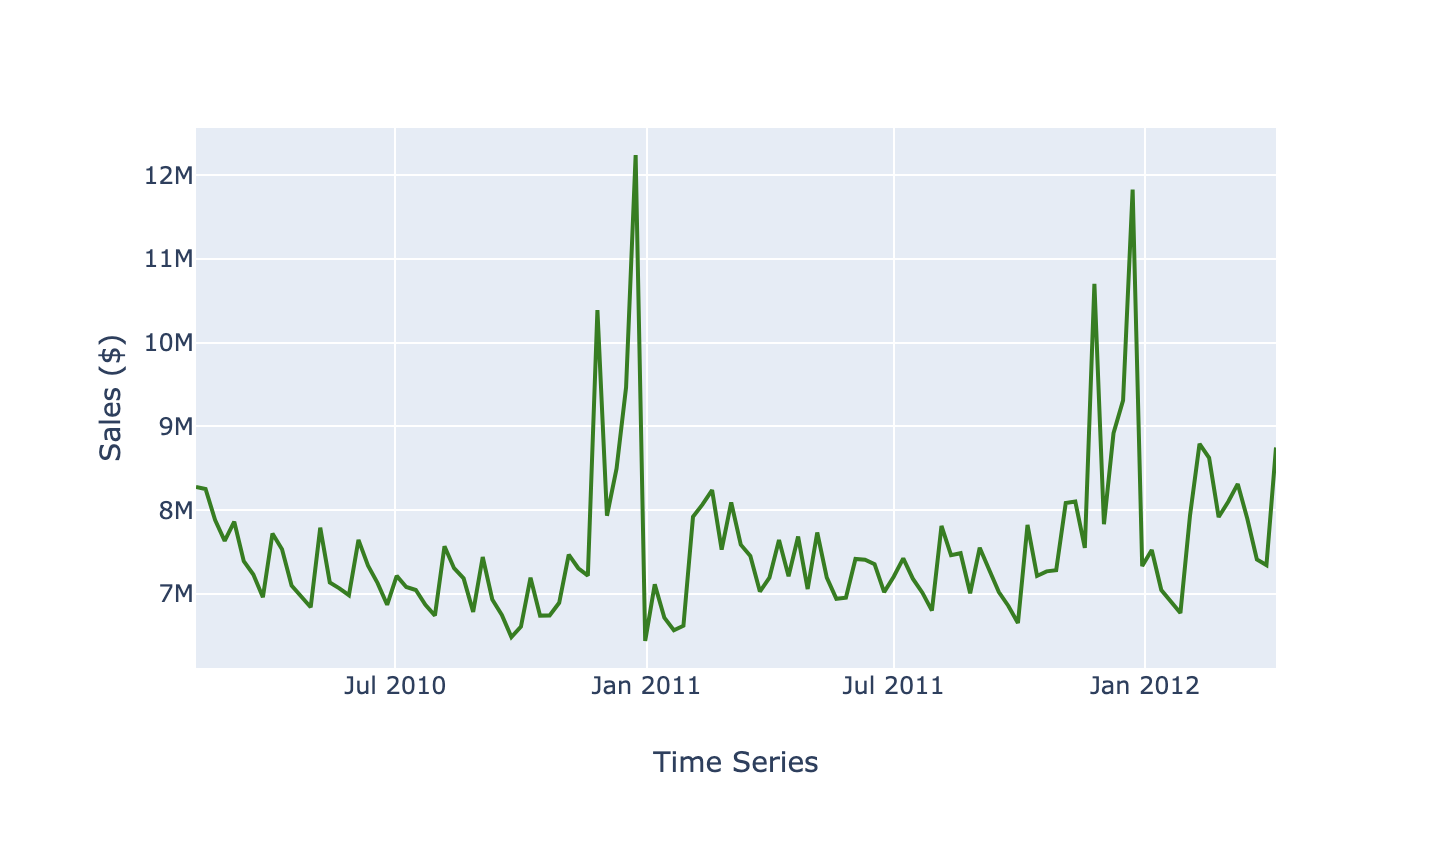 12M
11M
10M
9M
8M
7M
Sales ($)
Jul 2010
Jan 2011
Jul 2011
Jan 2012
Time Series